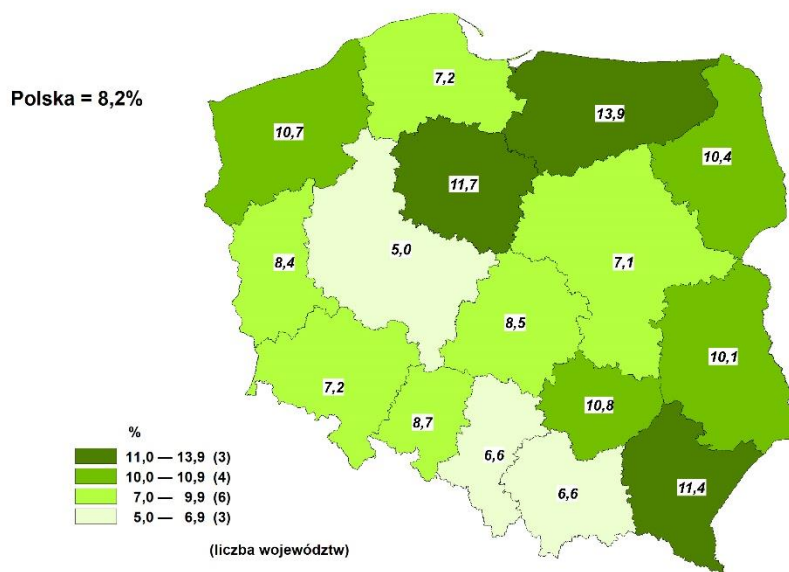 7,2
Polska = 8,2%
13,9
10,7
10,4
11,7
5,0
7,1
8,4
8,5
10,1
7,2
10,8
8,7
%
11,0 — 13,9 (3)
10,0 — 10,9 (4)
7,0 — 9,9 (6)
5,0 — 6,9 (3)
6,6
6,6
11,4
(liczba województw)